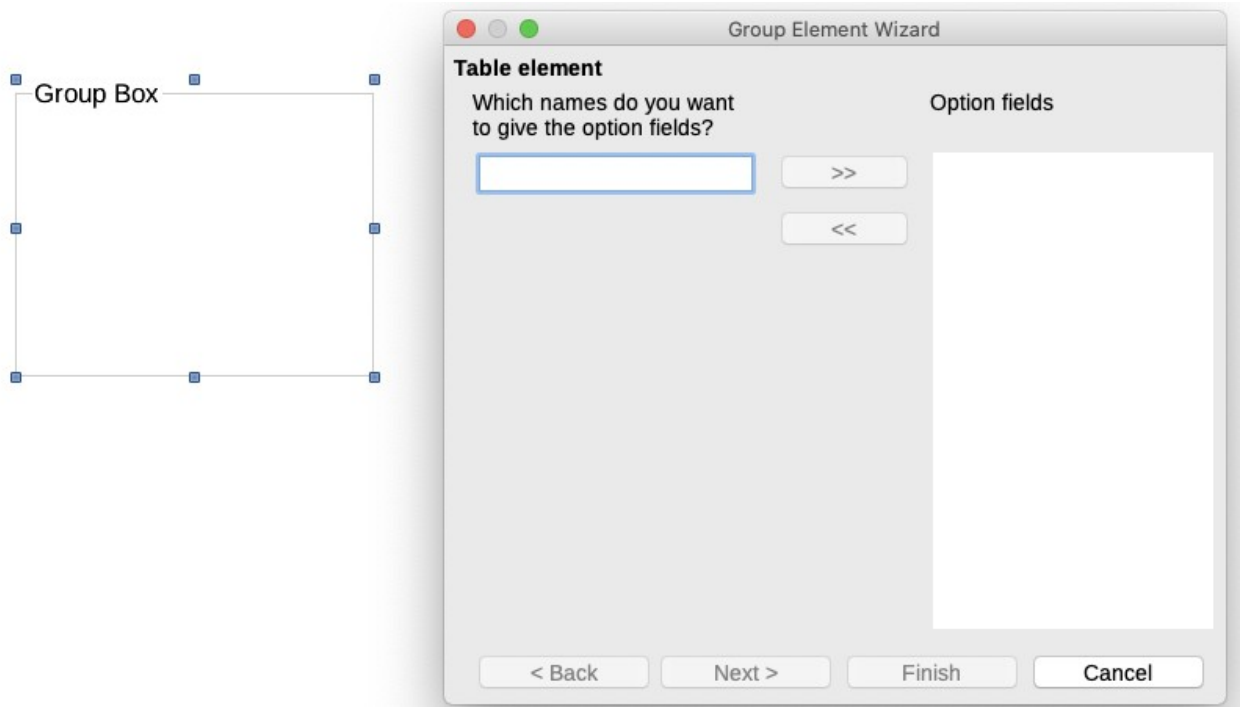 Group Box
Group Element Wizard
Table element
Which names do you want
to give the option fields?
Option fields
>>
<<
< Back
Next >
Finish
Cancel